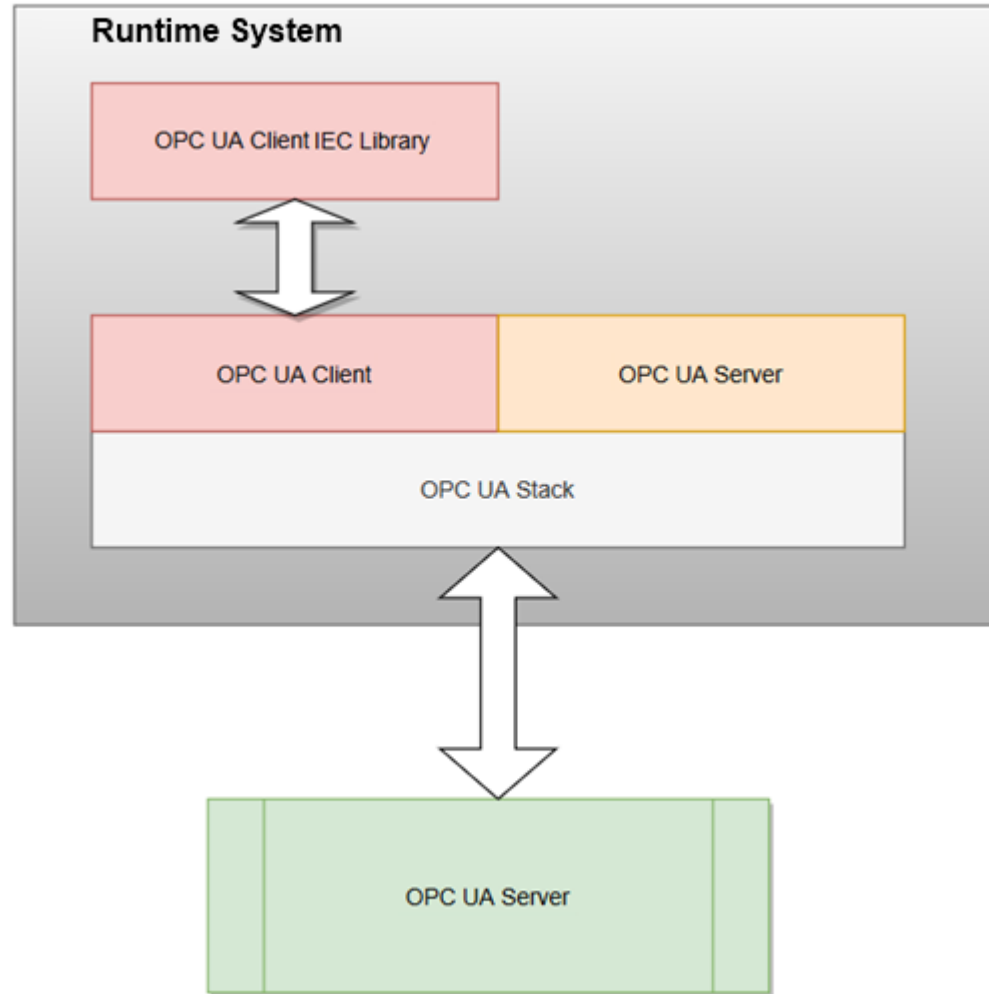 Runtime System
OPC UA Client IEC Library
OPC UA Client
OPC UA Server
OPC UA Stack
OPC UA Server